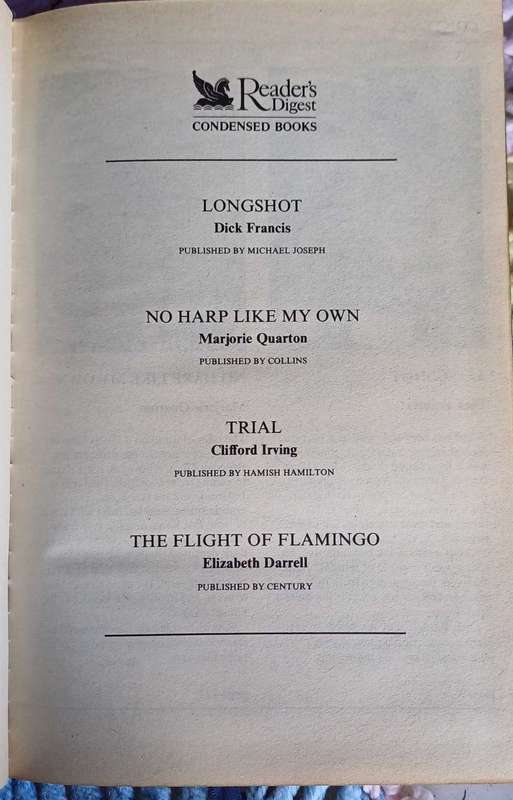 Reader's
Digest
CONDENSED BOOKS
LONGSHOT
Dick Francis
PUBLISHED BY MICHAEL JOSEPH
NO HARP LIKE MY OWN
Marjorie Quarton
PUBLISHED BY COLLINS
TRIAL
Clifford Irving
PUBLISHED BY HAMISH HAMILTON
THE FLIGHT OF FLAMINGO
Elizabeth Darrell
PUBLISHED BY CENTURY